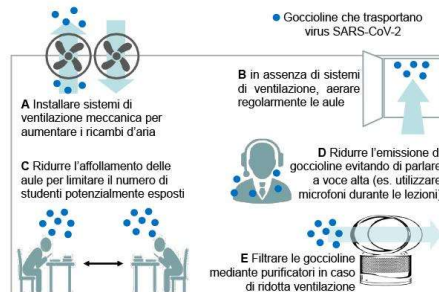 Goccioline che trasportano
virus SARS-CoV-2
A Installare sistemi di
ventilazione meccanica per
aumentare i ricambi d'aria
B in assenza di sistemi
di ventilazione, aerare
regolarmente le aule
C Ridurre l'affollamento delle
aule per limitare il numero di
studenti potenzialmente esposti
D Ridurre l'emissione d
goccioline evitando di parlare
a voce alta (es. utilizzare
microfoni durante le lezioni)
E Filtrare le goccioline
mediante purificatori in caso
di ridotta ventilazione